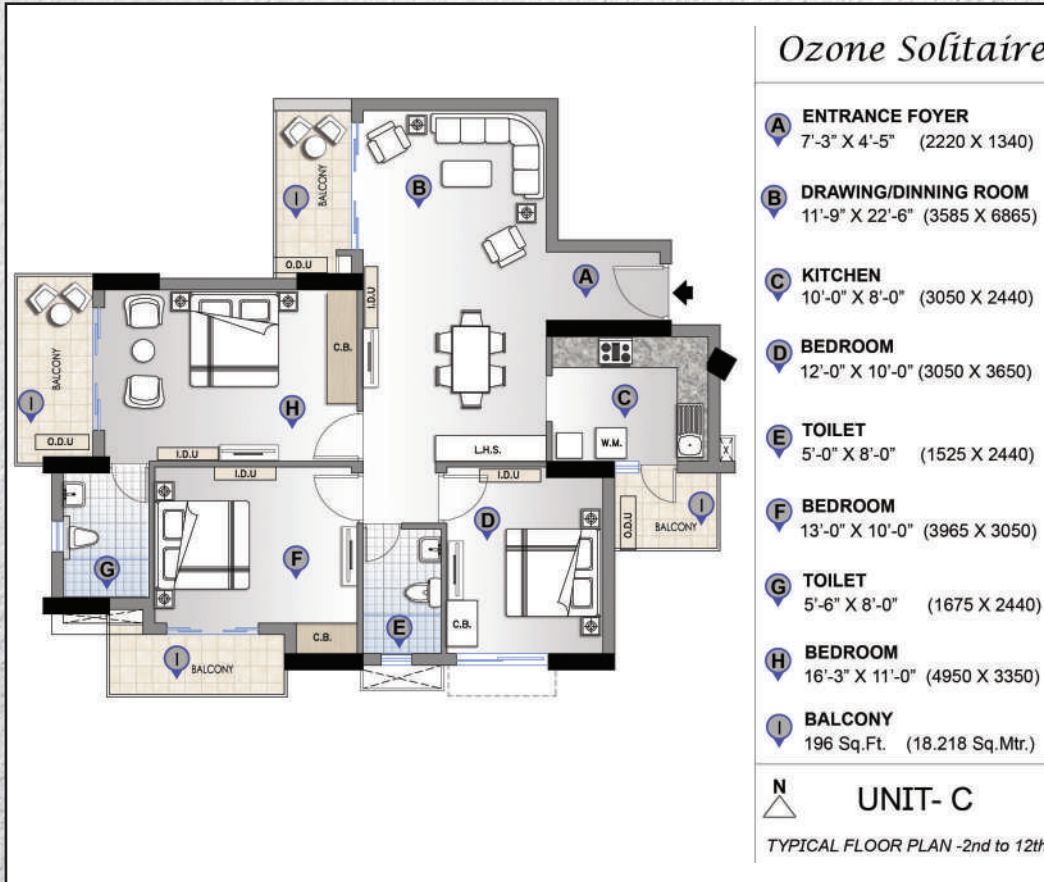 Ozone Solitaire
A ENTRANCE FOYER
7'-3" X 4'-5" (2220 X 1340)
B DRAWING/DINNING ROOM
11'-9" X 22'-6" (3585 X 6865)
C KITCHEN
10'-0" X 8'-0" (3050 X 2440)
D BEDROOM
12'-0" X 10'-0" (3050 X 3650)
E TOILET
5'-0" X 8'-0" (1525 X 2440)
F BEDROOM
13'-0" X 10'-0" (3965 X 3050)
G TOILET
5'-6" X 8'-0" (1675 X 2440)
H BEDROOM
16'-3" X 11'-0" (4950 X 3350)
I BALCONY
196 Sq.Ft. (18.218 Sq.Mtr.)
N
UNIT- C
TYPICAL FLOOR PLAN -2nd to 12th
I
BALCONY
B
O.D.U
I.D.U
A
BALCONY
I
O.D.U
C.B.
H
I.D.U
C
W.M.
L.H.S.
X
I.D.U
I.D.U
D
O.D.U
BALCONY
I
G
F
E
C.B.
C.B.
I
BALCONY